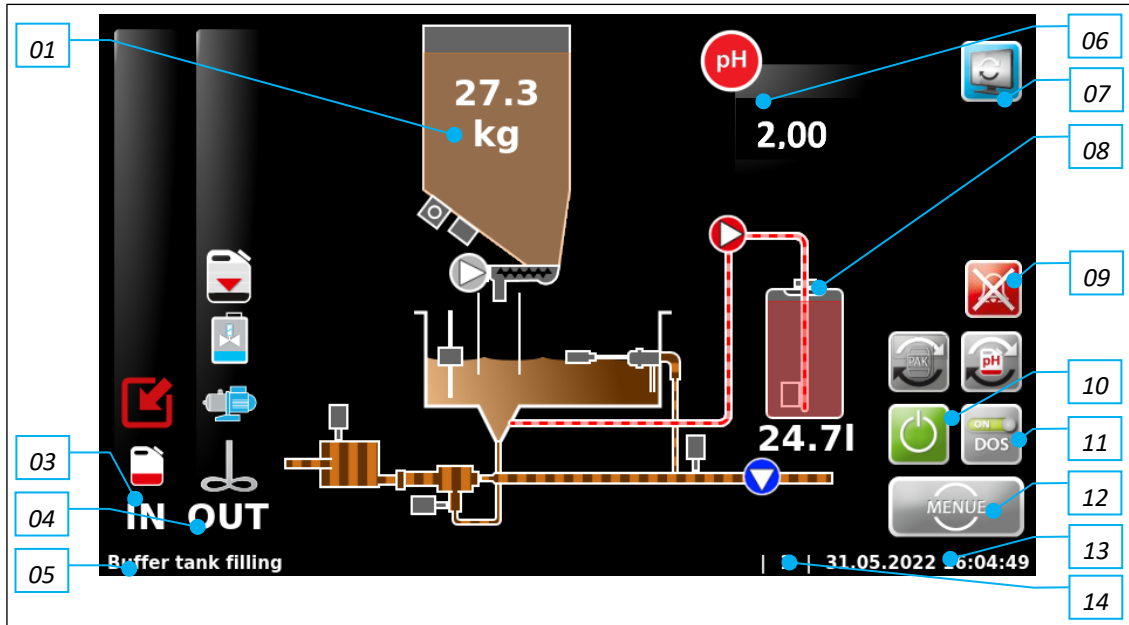 01
27.3
kg
pH
2,00
06
07
08
09
PAK
pH
10
ON
DOS
11
24.7l
MENUE
12
03
IN OUT
04
Buffer tank filling
05
| | 31.05.2022 16:04:49
13
14